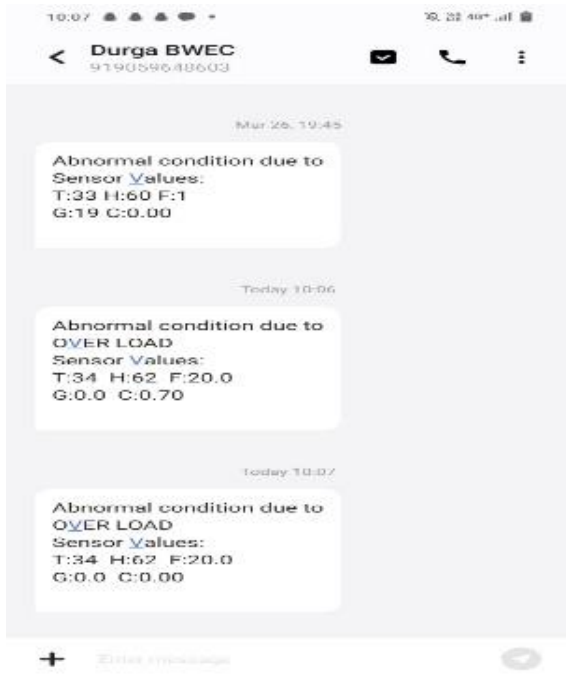 10:07
Durga BWEC
919059648603
Mar 26, 19:45
Abnormal condition due to
Sensor Values:
T:33 H:60 F:1
G:19 C:0.00
Today 10:06
Abnormal condition due to
OVER LOAD
Sensor Values:
T:34 H:62 F:20.0
G:0.0 C:0.70
Today 10:07
Abnormal condition due to
OVER LOAD
Sensor Values:
T:34 H:62 F:20.0
G:0.0 C:0.00
Enter message